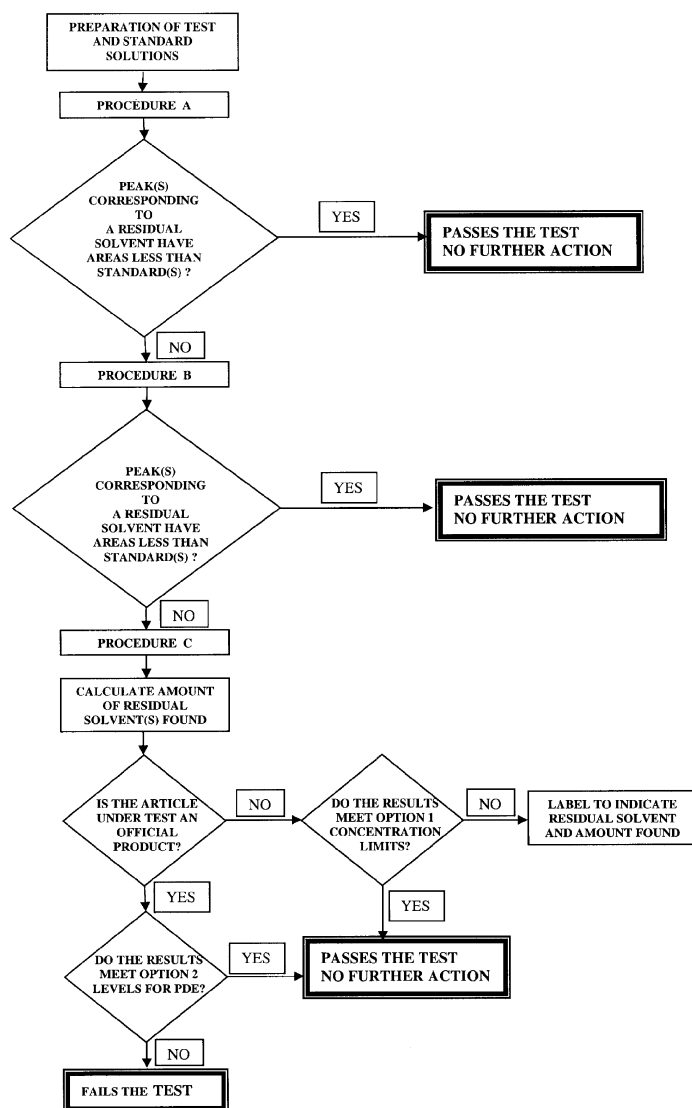 PREPARATION OF TEST
AND STANDARD
SOLUTIONS
PROCEDURE A
PEAK(S)
CORRESPONDING
TO
A RESIDUAL
SOLVENT HAVE
AREAS LESS THAN
STANDARD(S) ?
YES
PASSES THE TEST
NO FURTHER ACTION
NO
PROCEDURE B
PEAK(S)
CORRESPONDING
TO
A RESIDUAL
SOLVENT HAVE
AREAS LESS THAN
STANDARD(S) ?
YES
PASSES THE TEST
NO FURTHER ACTION
NO
PROCEDURE C
CALCULATE AMOUNT
OF RESIDUAL
SOLVENT(S) FOUND
IS THE ARTICLE
UNDER TEST AN
OFFICIAL
PRODUCT?
NO
DO THE RESULTS
MEET OPTION 1
CONCENTRATION
LIMITS?
NO
LABEL TO INDICATE
RESIDUAL SOLVENT
AND AMOUNT FOUND
YES
YES
DO THE RESULTS
MEET OPTION 2
LEVELS FOR PDE?
YES
PASSES THE TEST
NO FURTHER ACTION
NO
FAILS THE TEST